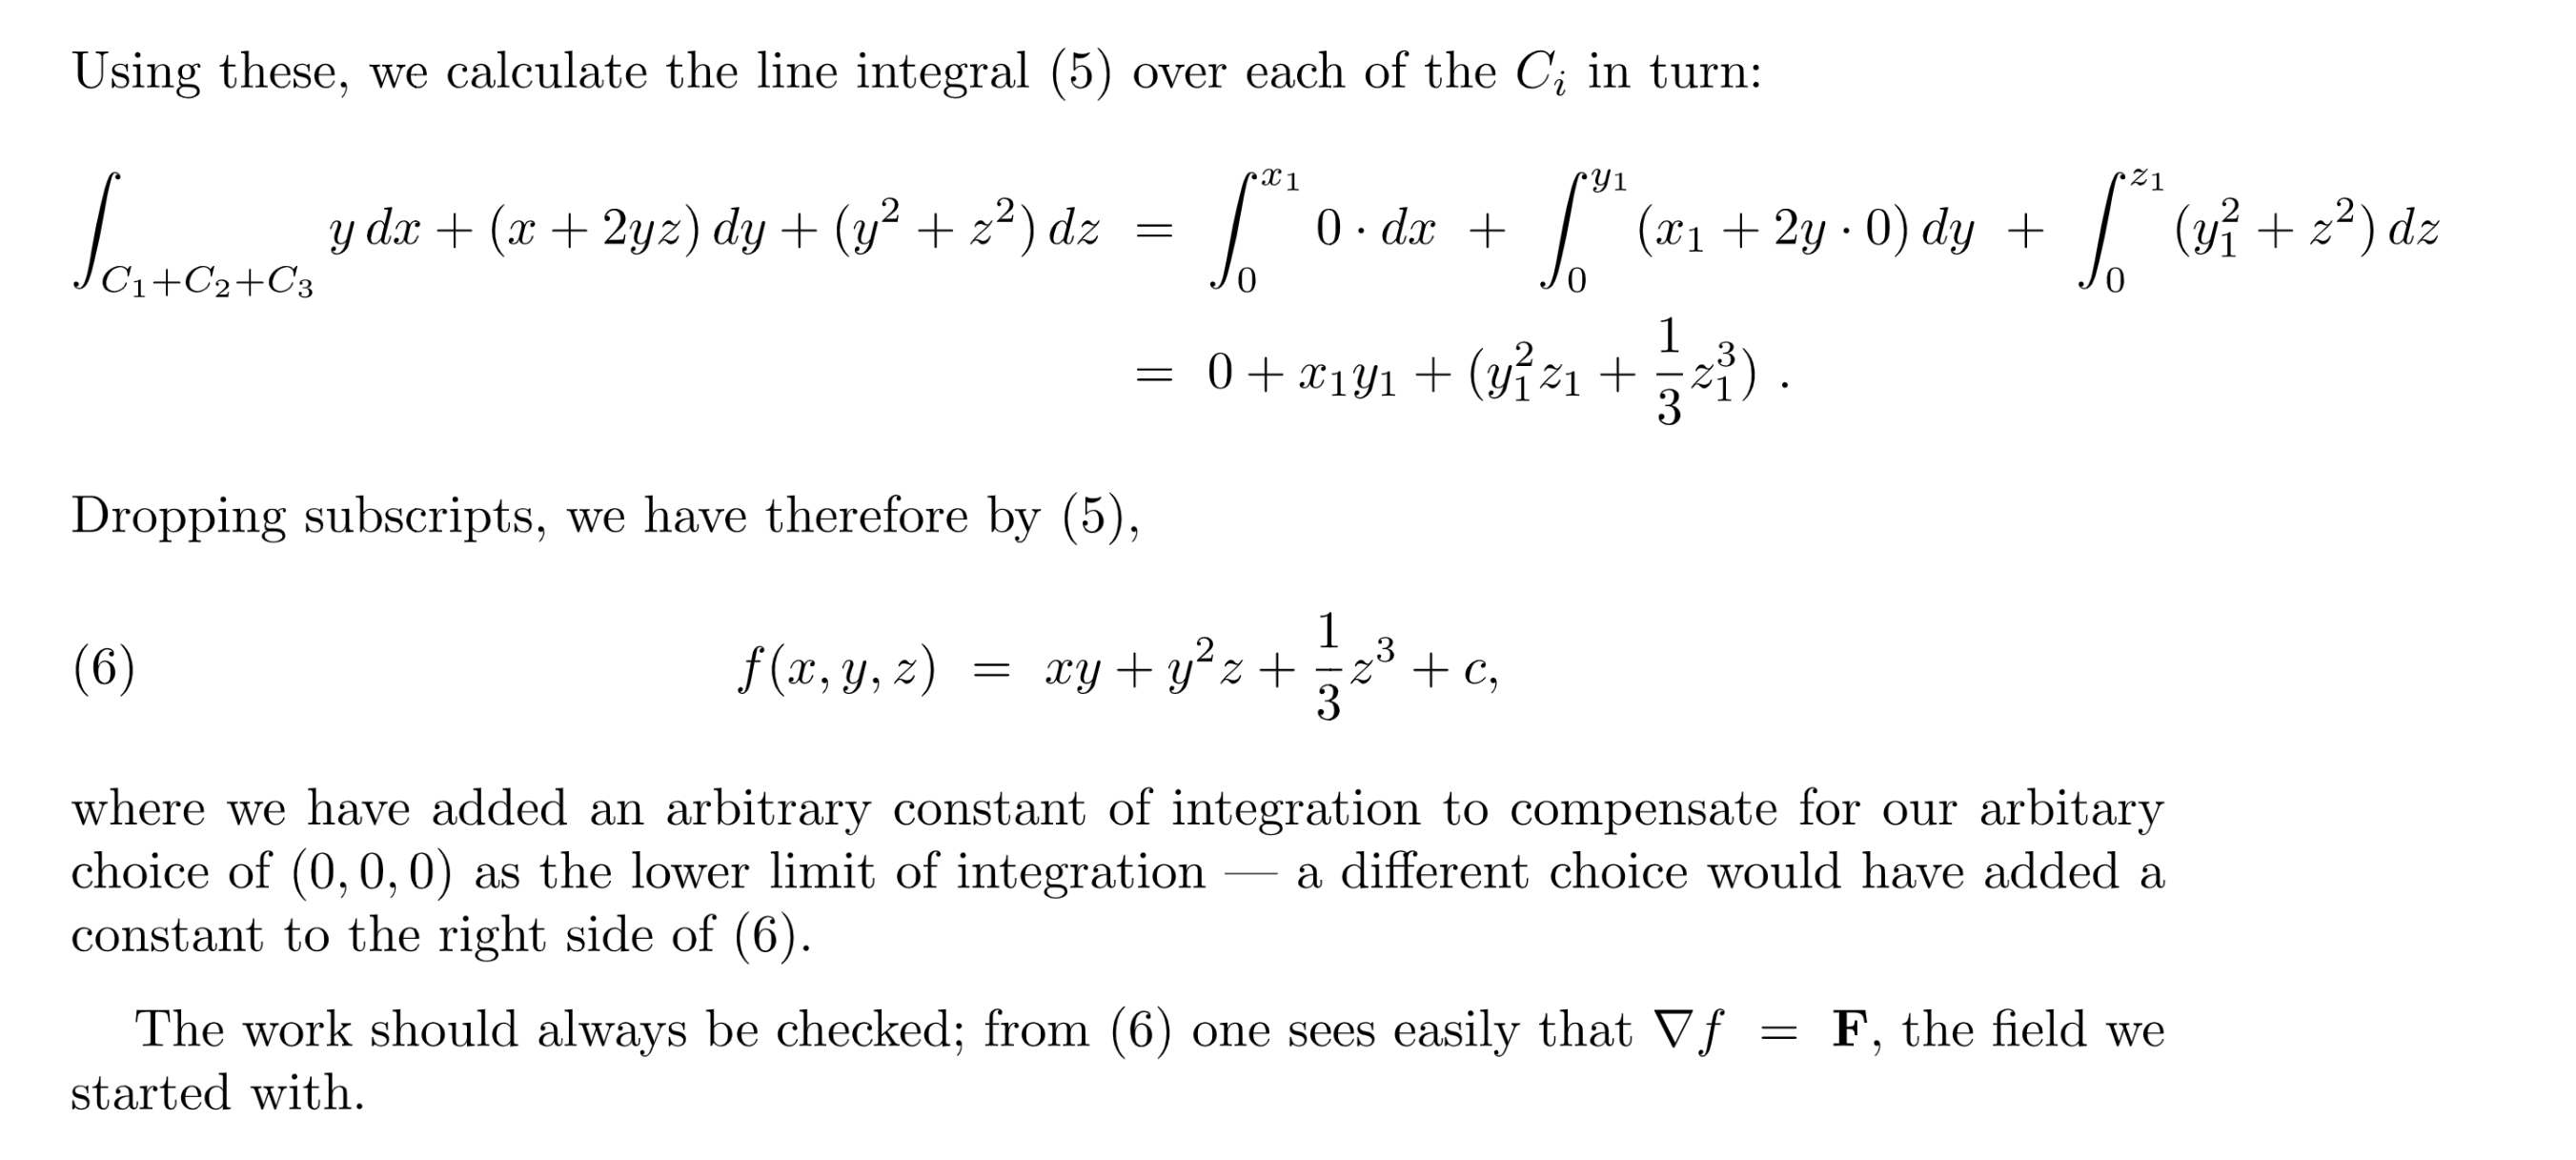 Using these, we calculate the line integral (5) over each of the $C_i$ in turn:
$\int_{C_1+C_2+C_3} y\,dx + (x + 2yz)\,dy + (y^2 + z^2)\,dz = \int_0^{x_1} 0 \cdot dx + \int_0^{y_1} (x_1 + 2y \cdot 0)\,dy + \int_0^{z_1} (y_1^2 + z^2)\,dz$
$= 0 + x_1y_1 + (y_1^2z_1 + \frac{1}{3}z_1^3) .$
Dropping subscripts, we have therefore by (5),
(6) $f(x, y, z) = xy + y^2z + \frac{1}{3}z^3 + c,$
where we have added an arbitrary constant of integration to compensate for our arbitary
choice of (0, 0, 0) as the lower limit of integration — a different choice would have added a
constant to the right side of (6).
The work should always be checked; from (6) one sees easily that $\nabla f = \mathbf{F}$, the field we
started with.